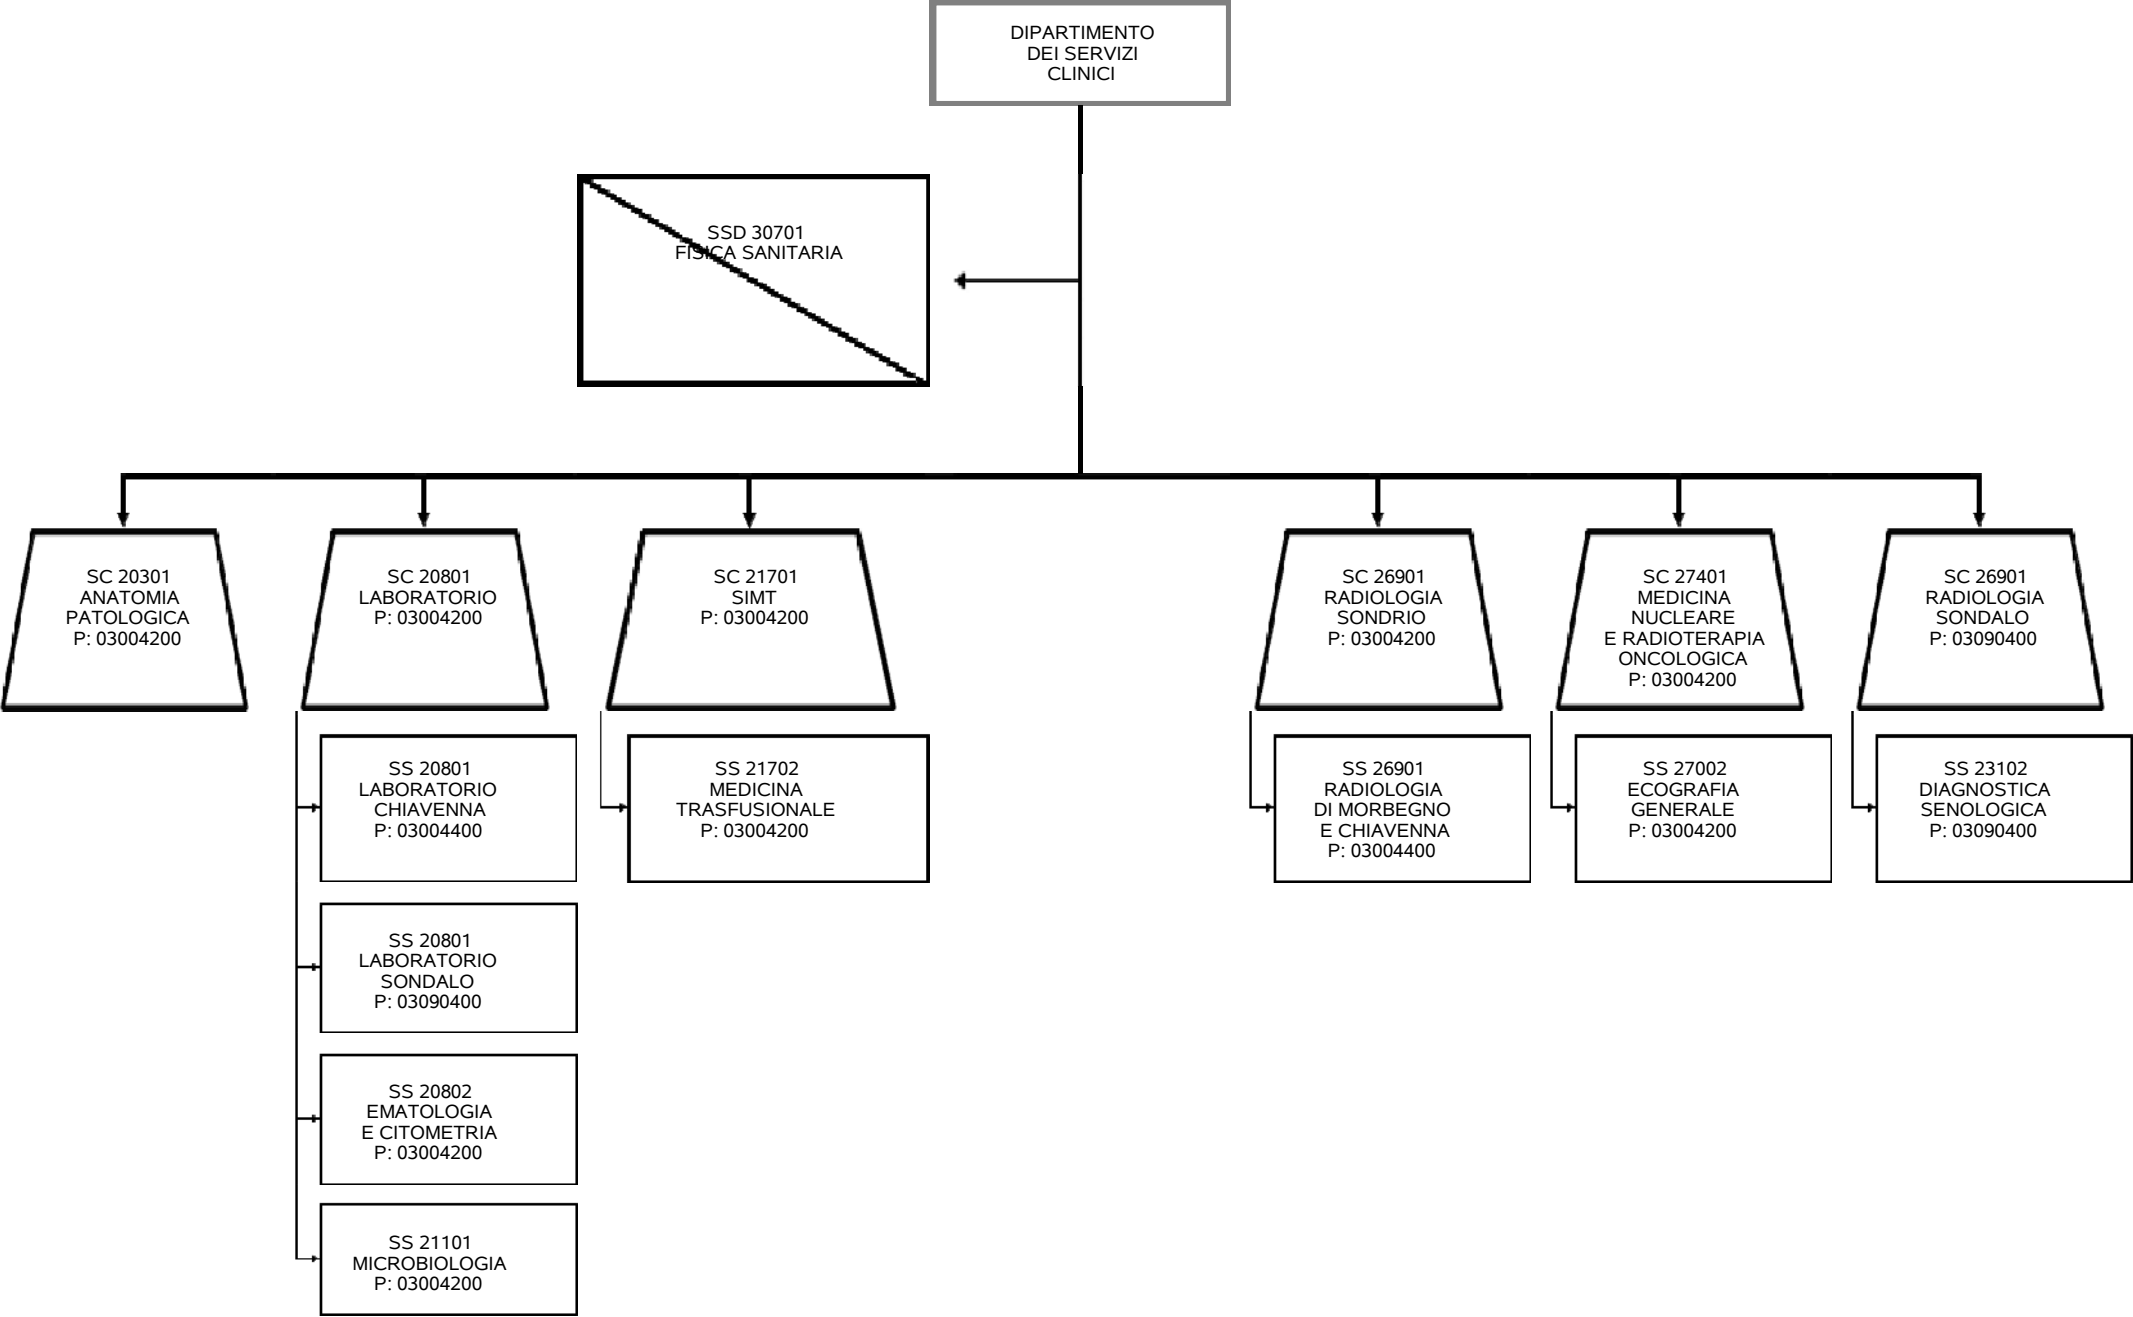 DIPARTIMENTO
DEI SERVIZI
CLINICI
SSD 30701
FISICA SANITARIA
SC 20301
ANATOMIA
PATOLOGICA
P: 03004200
SC 20801
LABORATORIO
P: 03004200
SC 21701
SIMT
P: 03004200
SC 26901
RADIOLOGIA
SONDRIO
P: 03004200
SC 27401
MEDICINA
NUCLEARE
E RADIOTERAPIA
ONCOLOGICA
P: 03004200
SC 26901
RADIOLOGIA
SONDALO
P: 03090400
SS 20801
LABORATORIO
CHIAVENNA
P: 03004400
SS 21702
MEDICINA
TRASFUSIONALE
P: 03004200
SS 26901
RADIOLOGIA
DI MORBEGNO
E CHIAVENNA
P: 03004400
SS 27002
ECOGRAFIA
GENERALE
P: 03004200
SS 23102
DIAGNOSTICA
SENOLOGICA
P: 03090400
SS 20801
LABORATORIO
SONDALO
P: 03090400
SS 20802
EMATOLOGIA
E CITOMETRIA
P: 03004200
SS 21101
MICROBIOLOGIA
P: 03004200